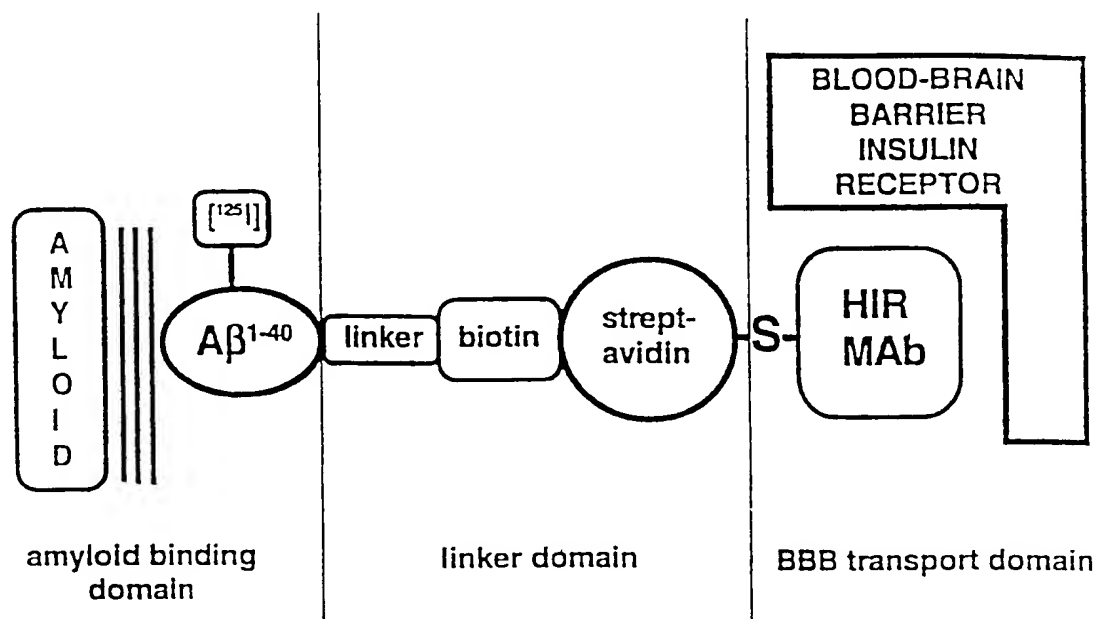 BLOOD-BRAIN
BARRIER
INSULIN
RECEPTOR
[¹²⁵I]
A
M
Y
L
O
I
D
Aβ¹⁻⁴⁰
linker
biotin
strept-
avidin
-S-
HIR
MAb
amyloid binding
domain
linker domain
BBB transport domain